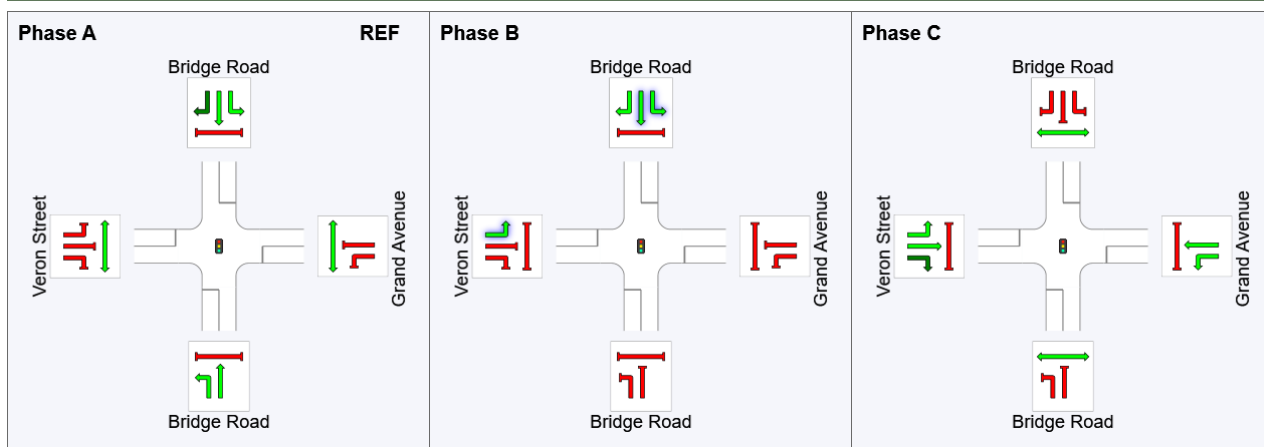 Phase A REF
Bridge Road
Veron Street
Grand Avenue
Bridge Road
Phase B
Bridge Road
Veron Street
Grand Avenue
Bridge Road
Phase C
Bridge Road
Veron Street
Grand Avenue
Bridge Road